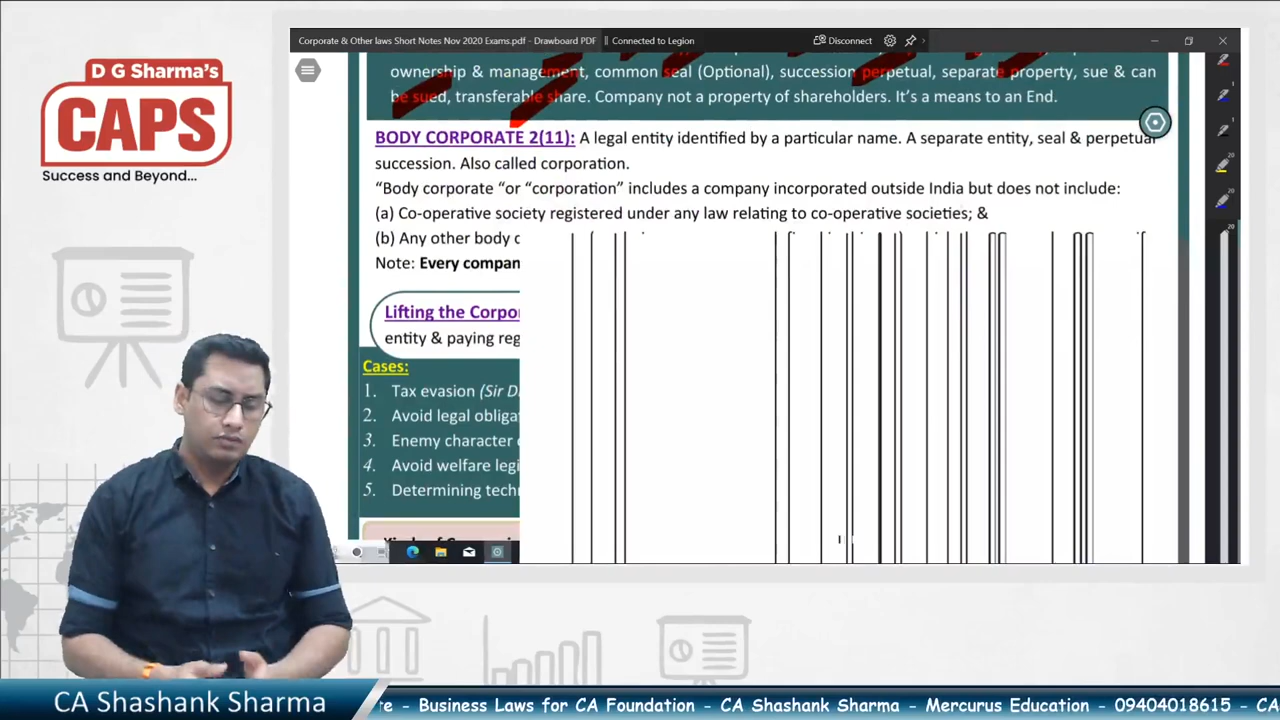 D G Sharma's
CAPS
Success and Beyond...
Corporate & Other laws Short Notes Nov 2020 Exams.pdf - Drawboard PDF
Connected to Legion
Disconnect
ownership & management, common seal (Optional), succession perpetual, separate property, sue & can
be sued, transferable share. Company not a property of shareholders. It's a means to an End.
BODY CORPORATE 2(11): A legal entity identified by a particular name. A separate entity, seal & perpetual
succession. Also called corporation.
“Body corporate “or “corporation” includes a company incorporated outside India but does not include:
(a) Co-operative society registered under any law relating to co-operative societies; &
(b) Any other body
Note: Every compan
Lifting the Corpo
entity & paying reg
Cases:
1. Tax evasion (Sir D
2. Avoid legal obliga
3. Enemy character
4. Avoid welfare legi
5. Determining tech
CA Shashank Sharma
te - Business Laws for CA Foundation - CA Shashank Sharma - Mercurus Education - 09404018615 - CA